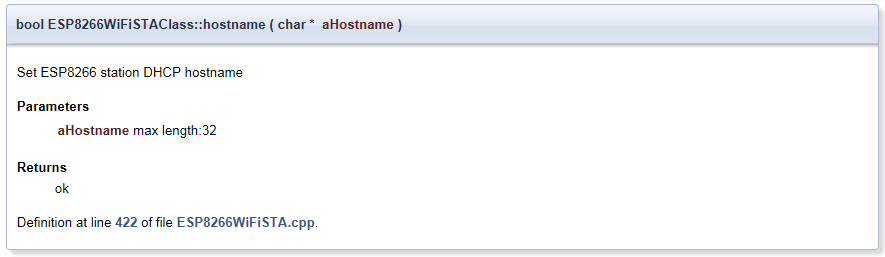 bool ESP8266WiFiSTAClass::hostname ( char * aHostname )
Set ESP8266 station DHCP hostname
Parameters
aHostname max length:32
Returns
ok
Definition at line 422 of file ESP8266WiFiSTA.cpp.